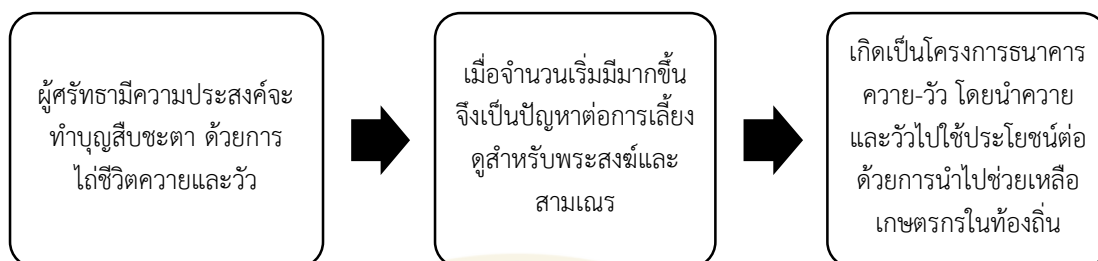 ผู้ศรัทธามีความประสงค์จะ
ทำบุญสืบชะตา ด้วยการ
ไถ่ชีวิตควายและวัว
เมื่อจำนวนเริ่มมีมากขึ้น
จึงเป็นปัญหาต่อการเลี้ยง
ดูสำหรับพระสงฆ์และ
สามเณร
เกิดเป็นโครงการธนาคาร
ควาย-วัว โดยนำควาย
และวัวไปใช้ประโยชน์ต่อ
ด้วยการนำไปช่วยเหลือ
เกษตรกรในท้องถิ่น